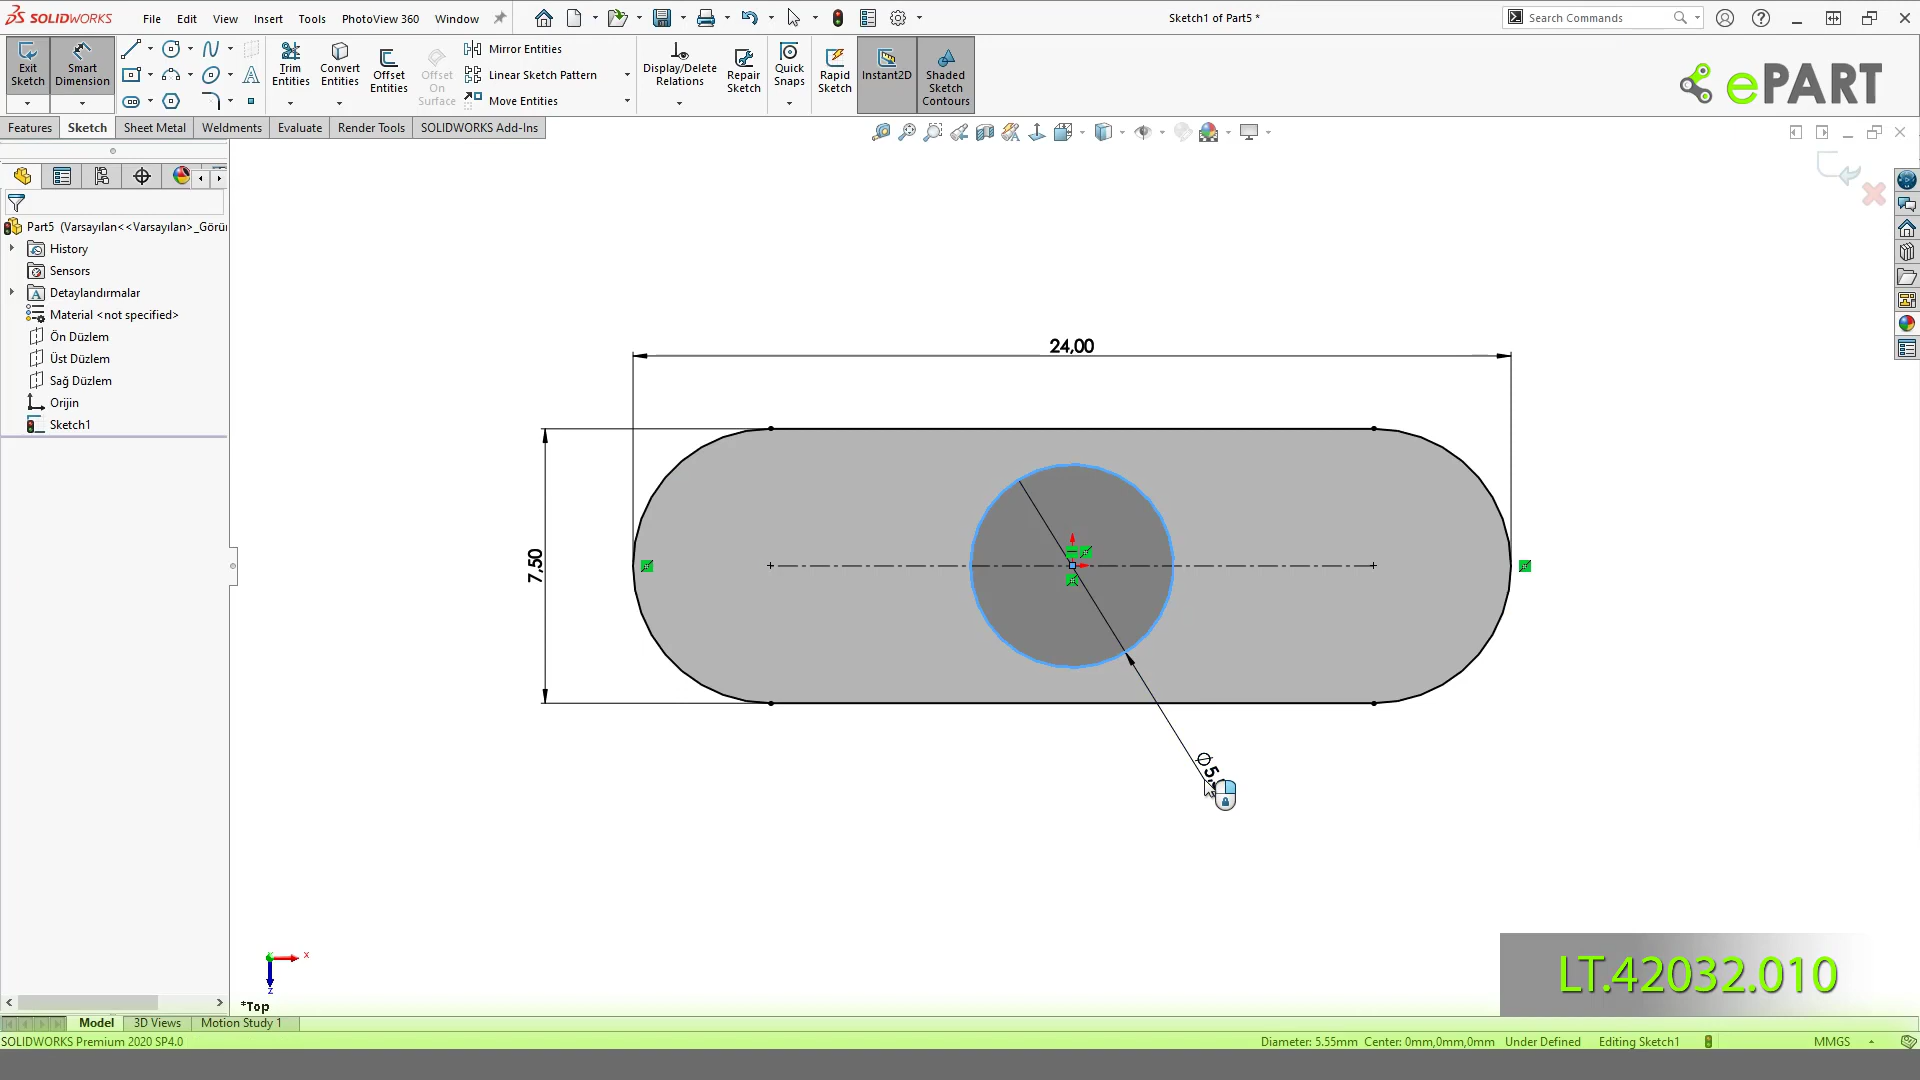 SOLIDWORKS
File Edit View Insert Tools PhotoView 360 Window
Sketch1 of Part5 *
Search Commands
Exit Sketch
Smart Dimension
Trim Entities
Convert Entities
Offset Entities
Offset On Surface
Mirror Entities
Linear Sketch Pattern
Move Entities
Display/Delete Relations
Repair Sketch
Quick Snaps
Rapid Sketch
Instant2D
Shaded Sketch Contours
ePART
Features Sketch Sheet Metal Weldments Evaluate Render Tools SOLIDWORKS Add-Ins
Part5 (Varsayılan<<Varsayılan>_Görü
History
Sensors
Detaylandırmalar
Material <not specified>
Ön Düzlem
Üst Düzlem
Sağ Düzlem
Orijin
Sketch1
24,00
7,50
∅5,
x
z
*Top
LT.42032.010
Model 3D Views Motion Study 1
SOLIDWORKS Premium 2020 SP4.0
Diameter: 5.55mm Center: 0mm,0mm,0mm Under Defined Editing Sketch1 MMGS